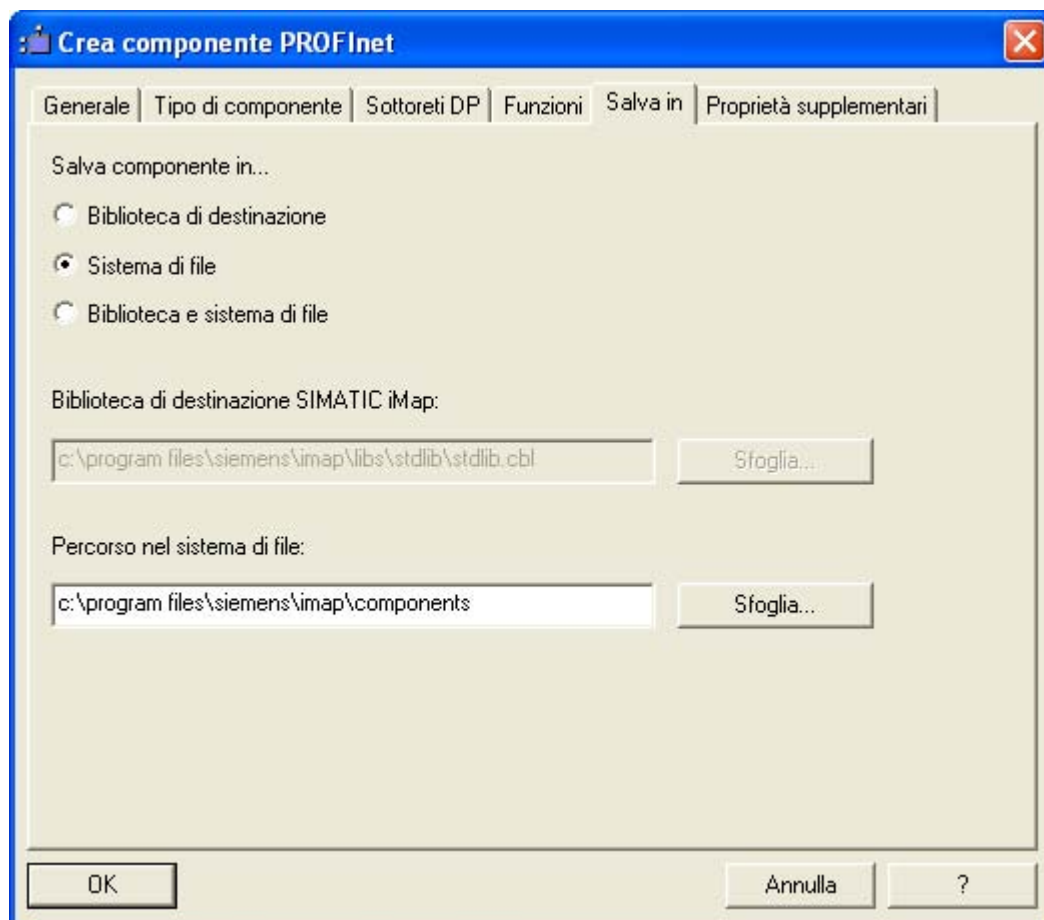 Crea componente PROFInet
Generale Tipo di componente Sottoreti DP Funzioni Salva in Proprietà supplementari
Salva componente in...
Biblioteca di destinazione
Sistema di file
Biblioteca e sistema di file
Biblioteca di destinazione SIMATIC iMap:
c:\program files\siemens\imap\libs\stdlib\stdlib.cbl Sfoglia...
Percorso nel sistema di file:
c:\program files\siemens\imap\components Sfoglia...
OK Annulla ?